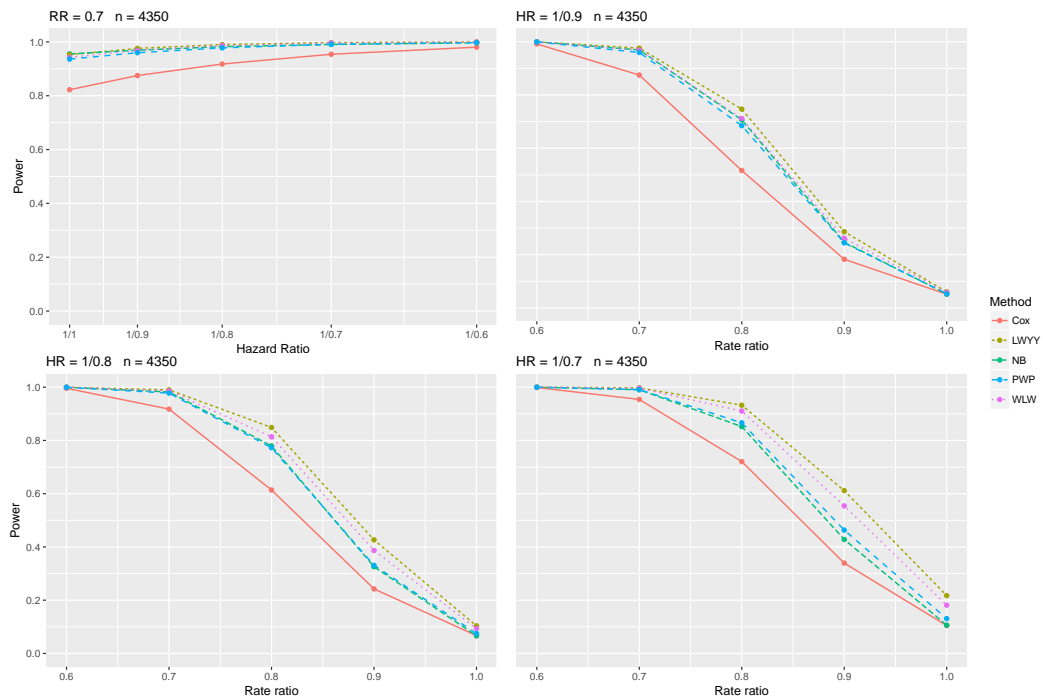 RR = 0.7 n = 4350
1.0
0.8
0.6
0.4
0.2
0.0
Power
1/1
1/0.9
1/0.8
1/0.7
1/0.6
Hazard Ratio
HR = 1/0.9 n = 4350
0.6
0.7
0.8
0.9
1.0
Rate ratio
HR = 1/0.8 n = 4350
1.0
0.8
0.6
0.4
0.2
0.0
Power
0.6
0.7
0.8
0.9
1.0
Rate ratio
HR = 1/0.7 n = 4350
0.6
0.7
0.8
0.9
1.0
Rate ratio
Method
Cox
LWYY
NB
PWP
WLW